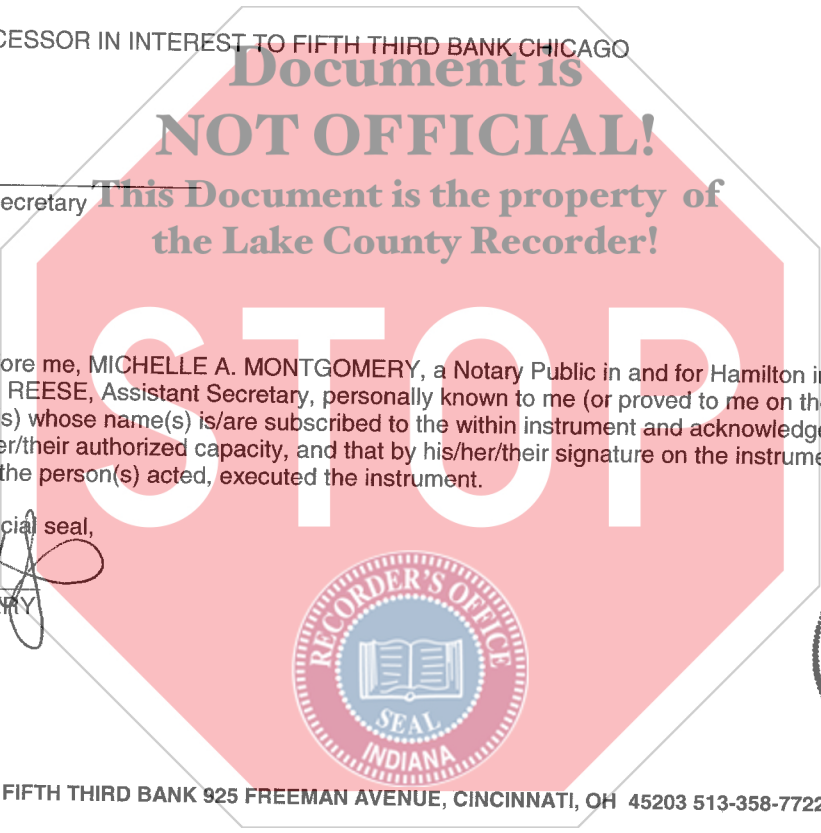 CESSOR IN INTEREST TO FIFTH THIRD BANK CHICAGO
Document is
NOT OFFICIAL!
This Document is the property of
ecretary
the Lake County Recorder!
STOP
ore me, MICHELLE A. MONTGOMERY, a Notary Public in and for Hamilton i
REESE, Assistant Secretary, personally known to me (or proved to me on th
s) whose name(s) is/are subscribed to the within instrument and acknowledg
er/their authorized capacity, and that by his/her/their signature on the instrume
the person(s) acted, executed the instrument.
cial seal,
RY
RECORDER'S OFFICE
SEAL
INDIANA
FIFTH THIRD BANK 925 FREEMAN AVENUE, CINCINNATI, OH 45203 513-358-7722